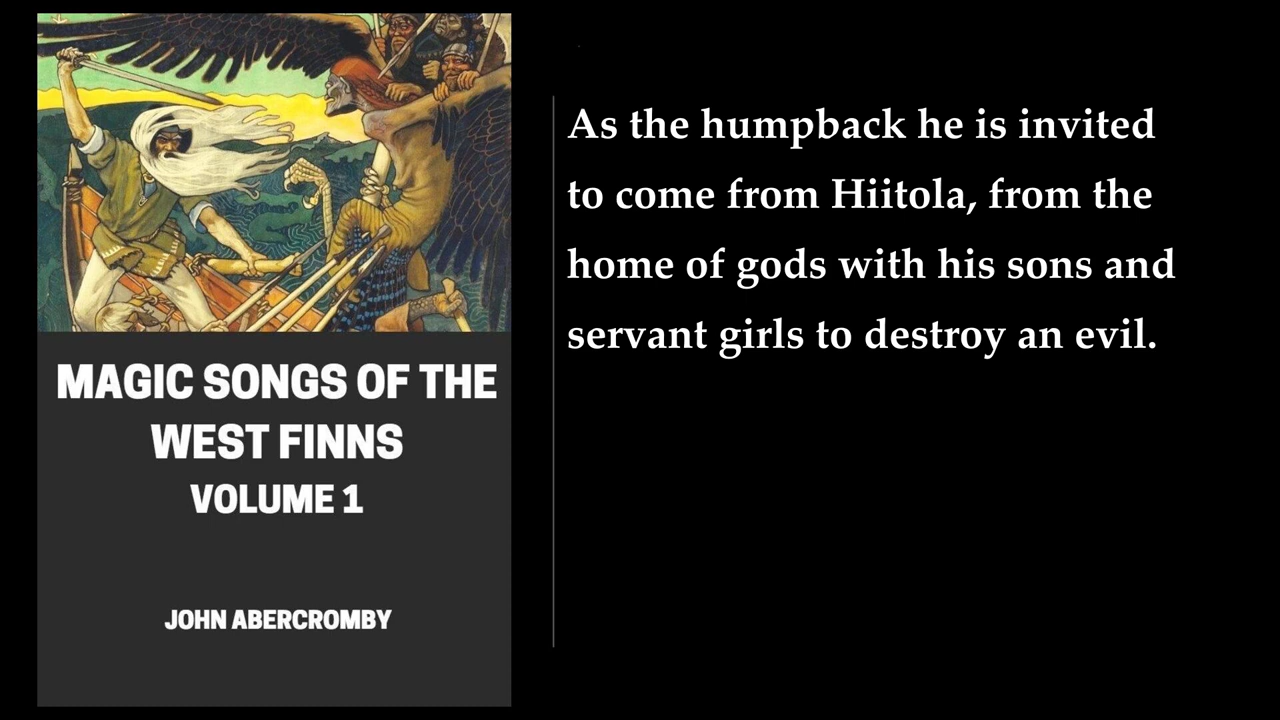 MAGIC SONGS OF THE
WEST FINNS
VOLUME 1
JOHN ABERCROMBY
As the humpback he is invited
to come from Hiitola, from the
home of gods with his sons and
servant girls to destroy an evil.